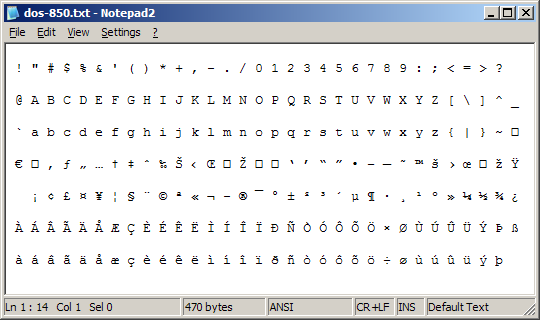 dos-850.txt - Notepad2
File Edit View Settings ?
! " # $ % & ' ( ) * + , - . / 0 1 2 3 4 5 6 7 8 9 : ; < = > ?
@ A B C D E F G H I J K L M N O P Q R S T U V W X Y Z [ \ ] ^ _
` a b c d e f g h i j k l m n o p q r s t u v w x y z { | } ~ □
€ □ ‚ ƒ „ … † ‡ ˆ ‰ Š ‹ Œ □ Ž □ □ ‘ ’ “ ” • – — ˜ ™ š › œ □ ž Ÿ
¡ ¢ £ ¤ ¥ ¦ § ¨ © ª « ¬ - ® ¯ ° ± ² ³ ´ µ ¶ · ¸ ¹ º » ¼ ½ ¾ ¿
À Á Â Ã Ä Å Æ Ç È É Ê Ë Ì Í Î Ï Ð Ñ Ò Ó Ô Õ Ö × Ø Ù Ú Û Ü Ý Þ ß
à á â ã ä å æ ç è é ê ë ì í î ï ð ñ ò ó ô õ ö ÷ ø ù ú û ü ý þ
Ln 1 : 14 Col 1 Sel 0 470 bytes ANSI CR+LF INS Default Text